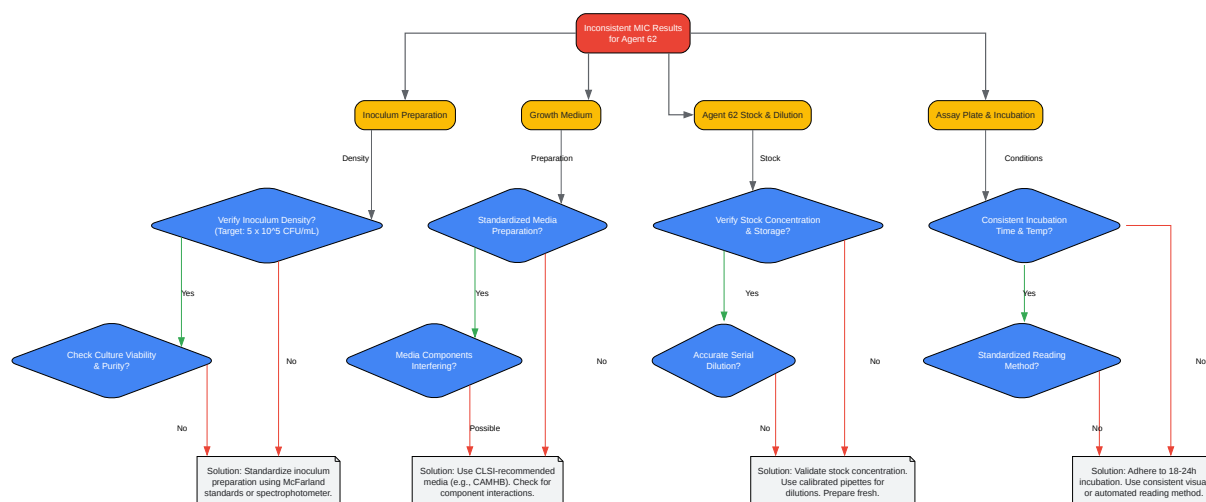 Inconsistent MIC Results
for Agent 62
Inoculum Preparation
Growth Medium
Agent 62 Stock & Dilution
Assay Plate & Incubation
Density
Preparation
Stock
Conditions
Verify Inoculum Density?
(Target: 5 x 10^5 CFU/mL)
Standardized Media
Preparation?
Verify Stock Concentration
& Storage?
Consistent Incubation
Time & Temp?
Yes
Yes
Yes
Yes
Check Culture Viability
& Purity?
No
Media Components
Interfering?
No
Accurate Serial
Dilution?
No
Standardized Reading
Method?
No
No
Possible
No
No
Solution: Standardize inoculum
preparation using McFarland
standards or spectrophotometer.
Solution: Use CLSI-recommended
media (e.g., CAMHB). Check for
component interactions.
Solution: Validate stock concentration.
Use calibrated pipettes for
dilutions. Prepare fresh.
Solution: Adhere to 18-24h
incubation. Use consistent visua
or automated reading method.